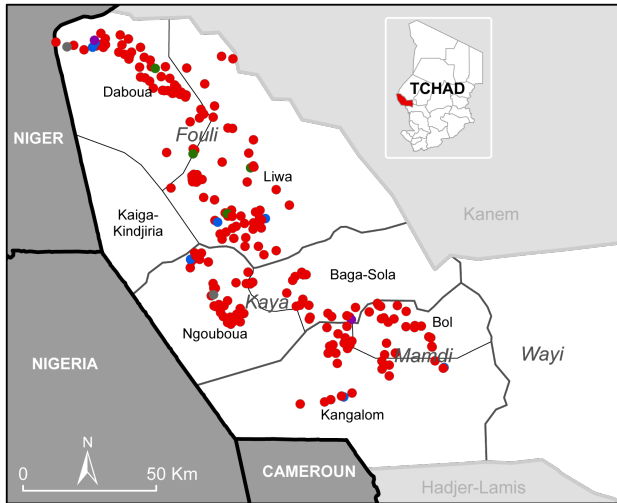 TCHAD
Daboua
NIGER
Fouli
Liwa
Kanem
Kaiga-
Kindjiria
Baga-Sola
Kaya
Bol
Ngouboua
Mamdi
Wayi
NIGERIA
Kangalom
N
0 50 Km
CAMEROUN
Hadjer-Lamis